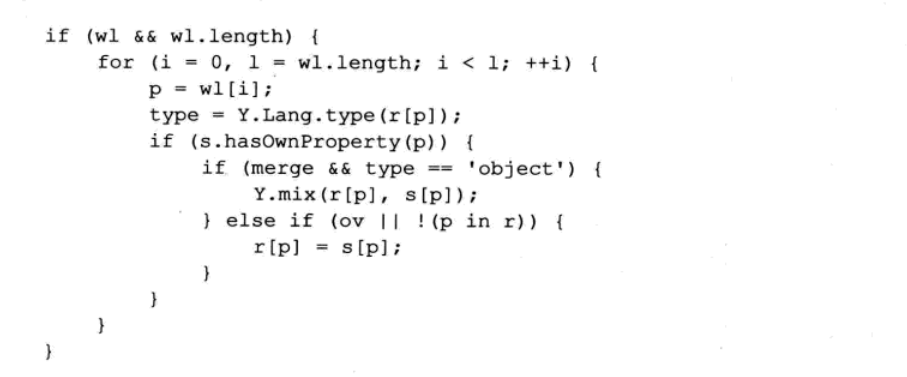 if (wl && wl.length) {
    for (i = 0, l = wl.length; i < l; ++i) {
        p = wl[i];
        type = Y.Lang.type(r[p]);
        if (s.hasOwnProperty(p)) {
            if (merge && type == 'object') {
                Y.mix(r[p], s[p]);
            } else if (ov || !(p in r)) {
                r[p] = s[p];
            }
        }
    }
}